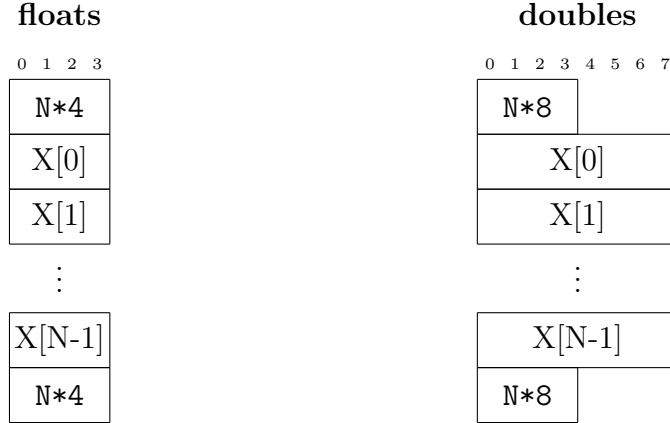 floats doubles
0 1 2 3 0 1 2 3 4 5 6 7
N*4 N*8
X[0] X[0]
X[1] X[1]
⋮ ⋮
X[N-1] X[N-1]
N*4 N*8